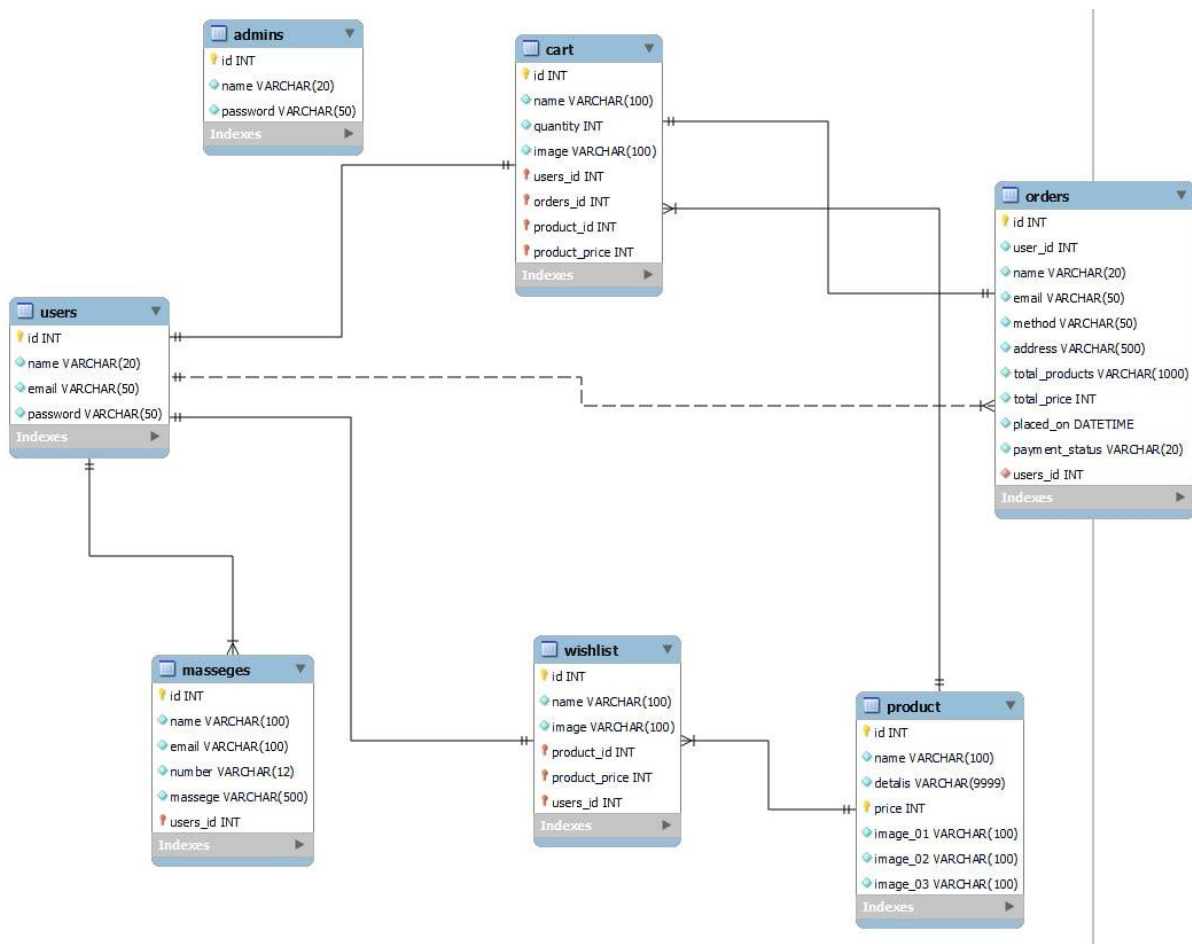 admins
id INT
name VARCHAR(20)
password VARCHAR(50)
Indexes
cart
id INT
name VARCHAR(100)
quantity INT
image VARCHAR(100)
users_id INT
orders_id INT
product_id INT
product_price INT
Indexes
orders
id INT
user_id INT
name VARCHAR(20)
email VARCHAR(50)
method VARCHAR(50)
address VARCHAR(500)
total_products VARCHAR(1000)
total_price INT
placed_on DATETIME
payment_status VARCHAR(20)
users_id INT
Indexes
users
id INT
name VARCHAR(20)
email VARCHAR(50)
password VARCHAR(50)
Indexes
masseges
id INT
name VARCHAR(100)
email VARCHAR(100)
number VARCHAR(12)
massege VARCHAR(500)
users_id INT
Indexes
wishlist
id INT
name VARCHAR(100)
image VARCHAR(100)
product_id INT
product_price INT
users_id INT
Indexes
product
id INT
name VARCHAR(100)
detalis VARCHAR(9999)
price INT
image_01 VARCHAR(100)
image_02 VARCHAR(100)
image_03 VARCHAR(100)
Indexes